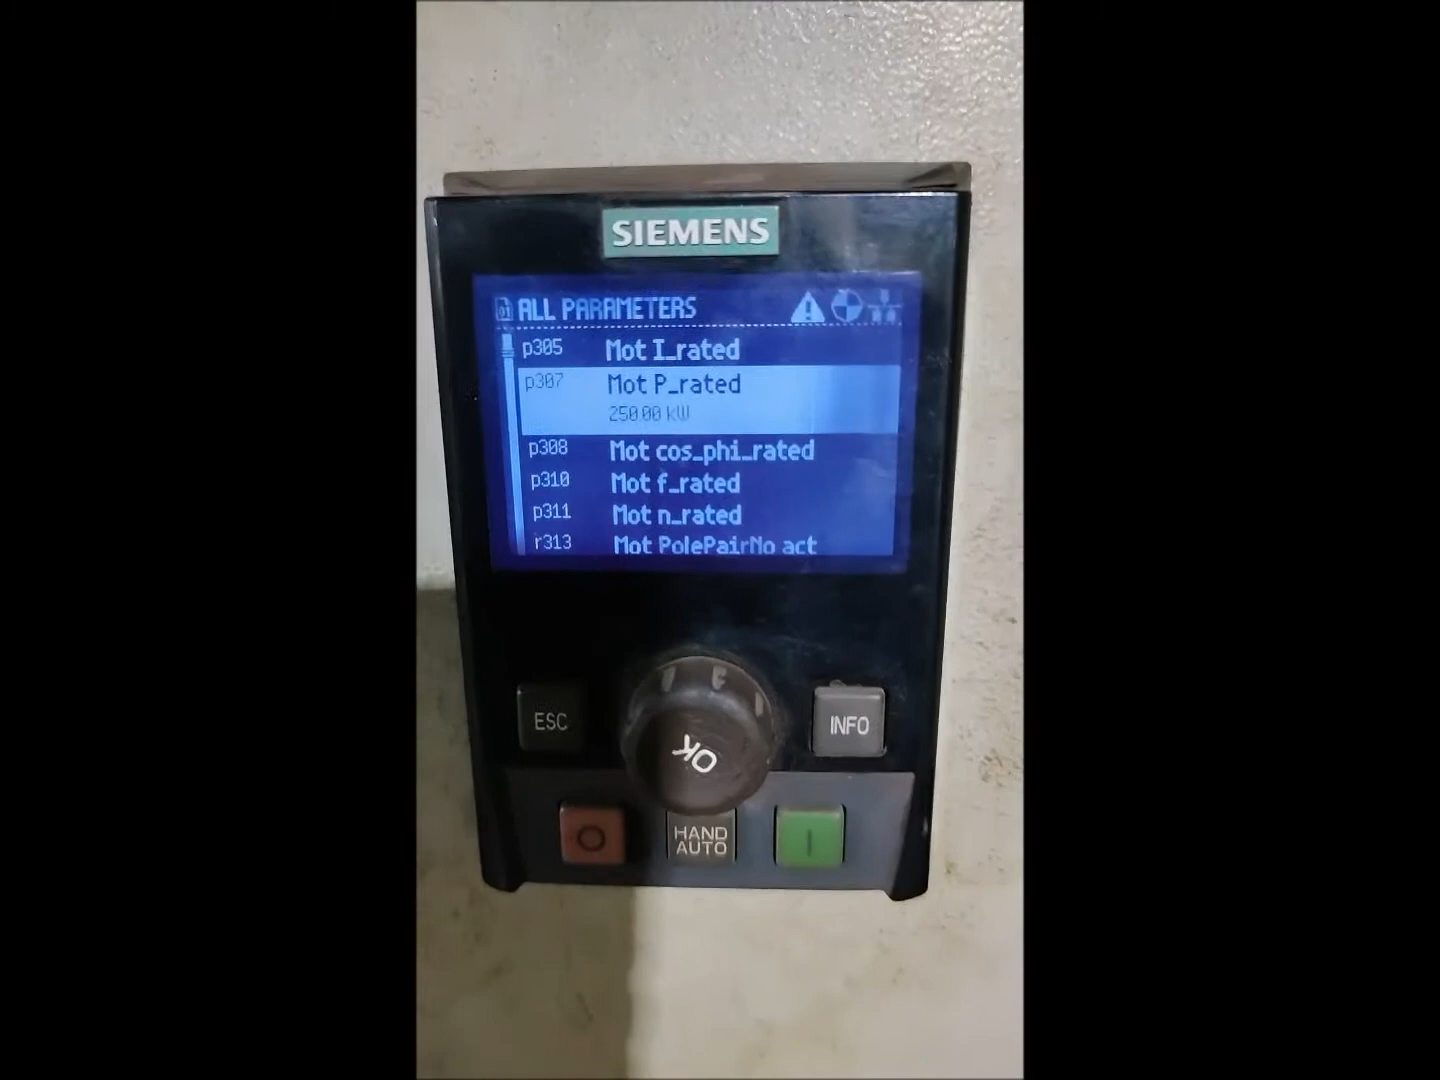 SIEMENS
01 ALL PARAMETERS
p305 Mot I_rated
p307 Mot P_rated
250.00 kW
p308 Mot cos_phi_rated
p310 Mot f_rated
p311 Mot n_rated
r313 Mot PolePairNo act
ESC
OK
INFO
HAND
AUTO